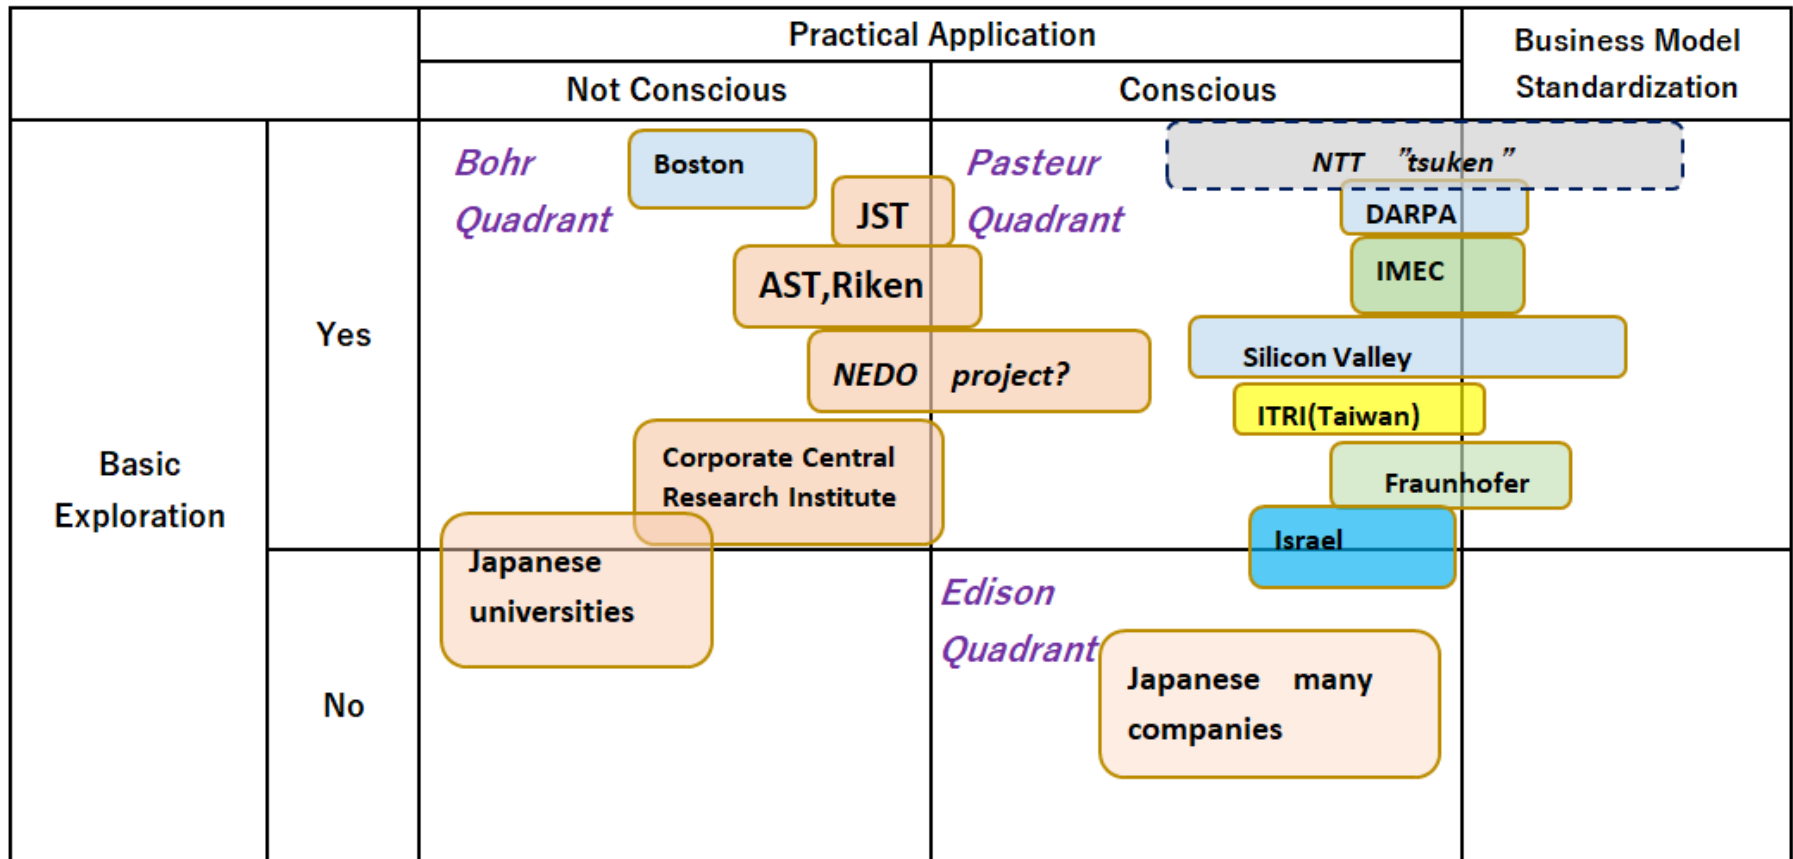 Practical Application
Business Model
Standardization
Not Conscious
Conscious
Basic
Exploration
Yes
Bohr
Quadrant
Boston
JST
AST,Riken
NEDO project?
Corporate Central
Research Institute
Japanese
universities
Pasteur
Quadrant
NTT ”tsuken”
DARPA
IMEC
Silicon Valley
ITRI(Taiwan)
Fraunhofer
Israel
No
Edison
Quadrant
Japanese many
companies